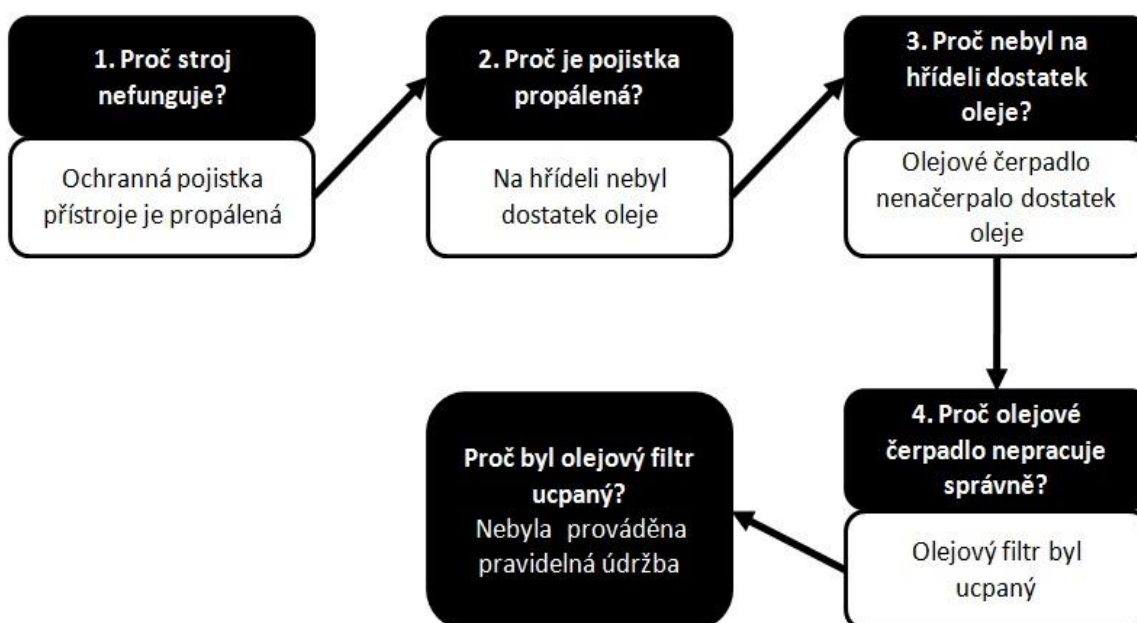 1. Proč stroj
nefunguje?
Ochranná pojistka
přístroje je propálená
2. Proč je pojistka
propálená?
Na hřídeli nebyl
dostatek oleje
3. Proč nebyl na
hřídeli dostatek
oleje?
Olejové čerpadlo
nenačerpalo dostatek
oleje
4. Proč olejové
čerpadlo nepracuje
správně?
Olejový filtr byl
ucpaný
Proč byl olejový filtr
ucpaný?
Nebyla prováděna
pravidelná údržba